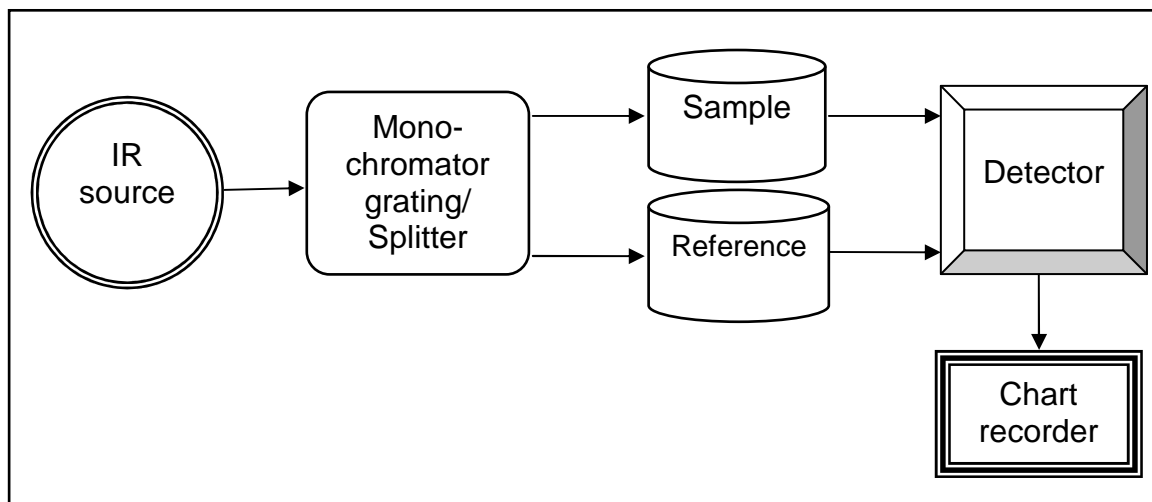 IR
source
Mono-
chromator
grating/
Splitter
Sample
Reference
Detector
Chart
recorder